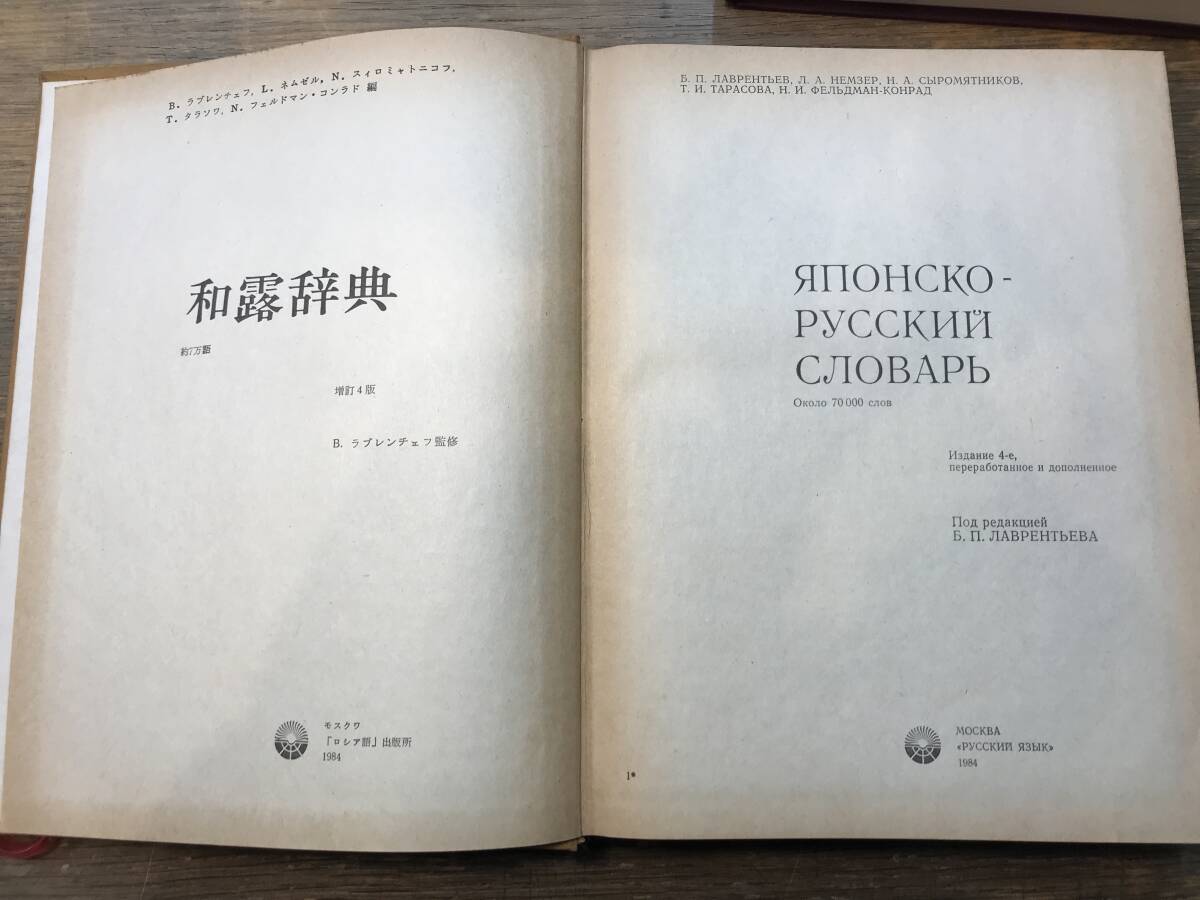 B. ラブレンチェフ, L. ネムゼル, N. スィロミャトニコフ,
T. タラソワ, N. フェルドマン・コンラド 編
和露辞典
約7万語
増訂4版
B. ラブレンチェフ監修
モスクワ
「ロシア語」出版所
1984
Б. П. ЛАВРЕНТЬЕВ, Л. А. НЕМЗЕР, Н. А. СЫРОМЯТНИКОВ,
Т. И. ТАРАСОВА, Н. И. ФЕЛЬДМАН-КОНРАД
ЯПОНСКО-
РУССКИЙ
СЛОВАРЬ
Около 70 000 слов
Издание 4-е,
переработанное и дополненное
Под редакцией
Б. П. ЛАВРЕНТЬЕВА
МОСКВА
«РУССКИЙ ЯЗЫК»
1984
1*